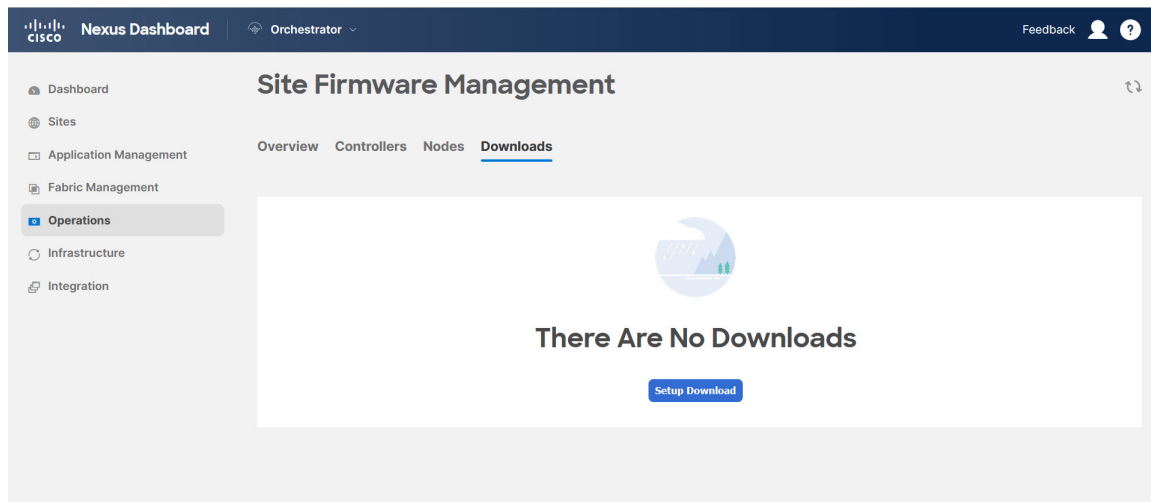 CISCO Nexus Dashboard Orchestrator Feedback ?
Dashboard
Sites
Application Management
Fabric Management
Operations
Infrastructure
Integration
Site Firmware Management
Overview Controllers Nodes Downloads
There Are No Downloads
Setup Download